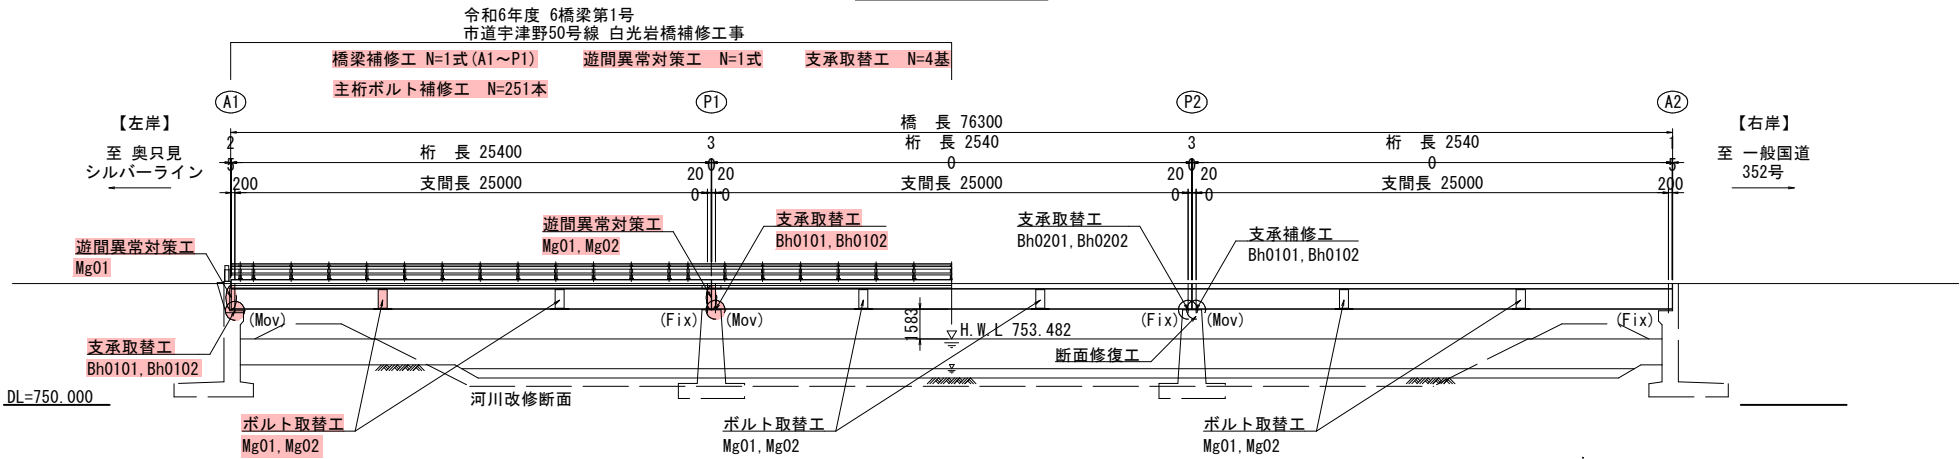 令和6年度 6橋梁第1号
市道宇津野50号線 白光岩橋補修工事
橋梁補修工 N=1式(A1～P1) 遊間異常対策工 N=1式 支承取替工 N=4基
主桁ボルト補修工 N=251本
A1 P1 P2 A2
【左岸】 橋 長 76300 【右岸】
至 奥只見
シルバーライン
至 一般国道
352号
2
5
桁 長 25400
3
0
桁 長 2540
0
3
0
桁 長 2540
0
1
5
200 支間長 25000 20
0
20
0
支間長 25000 20
0
20
0
支間長 25000 200
遊間異常対策工
Mg01
遊間異常対策工
Mg01,Mg02
支承取替工
Bh0101,Bh0102
支承取替工
Bh0201,Bh0202
支承補修工
Bh0101,Bh0102
(Mov) (Fix) (Mov) (Fix) (Mov) (Fix)
1583
H.W.L 753.482
支承取替工
Bh0101,Bh0102
断面修復工
DL=750.000
河川改修断面
ボルト取替工
Mg01,Mg02
ボルト取替工
Mg01,Mg02
ボルト取替工
Mg01,Mg02